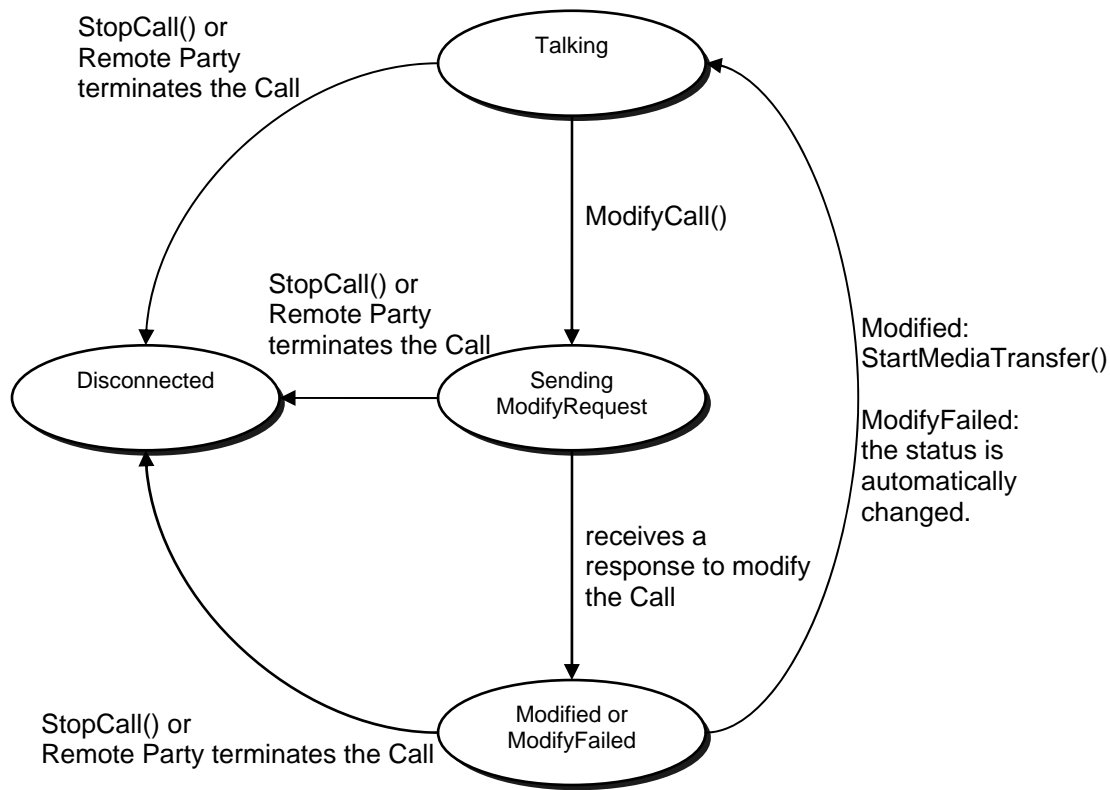 StopCall() or
Remote Party
terminates the Call
Talking
ModifyCall()
StopCall() or
Remote Party
terminates the Call
Modified:
StartMediaTransfer()
ModifyFailed:
the status is
automatically
changed.
Disconnected
Sending
ModifyRequest
receives a
response to modify
the Call
StopCall() or
Remote Party terminates the Call
Modified or
ModifyFailed